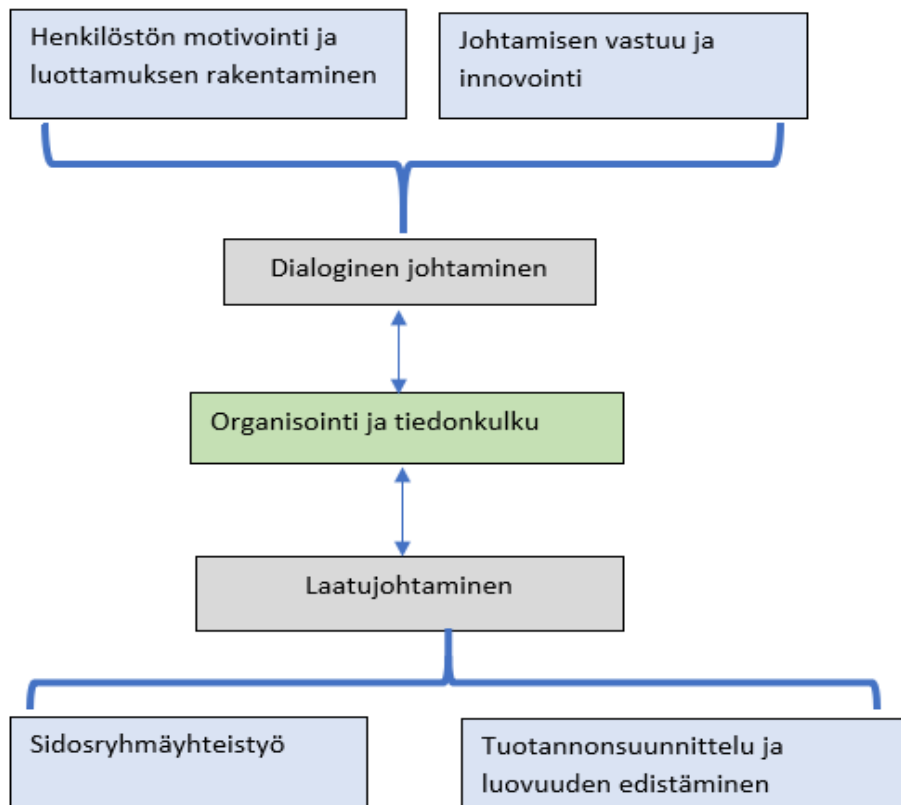 Henkilöstön motivointi ja
luottamuksen rakentaminen
Johtamisen vastuu ja
innovointi
Dialoginen johtaminen
Organisointi ja tiedonkulku
Laatujohtaminen
Sidosryhmäyhteistyö
Tuotannonsuunnittelu ja
luovuuden edistäminen